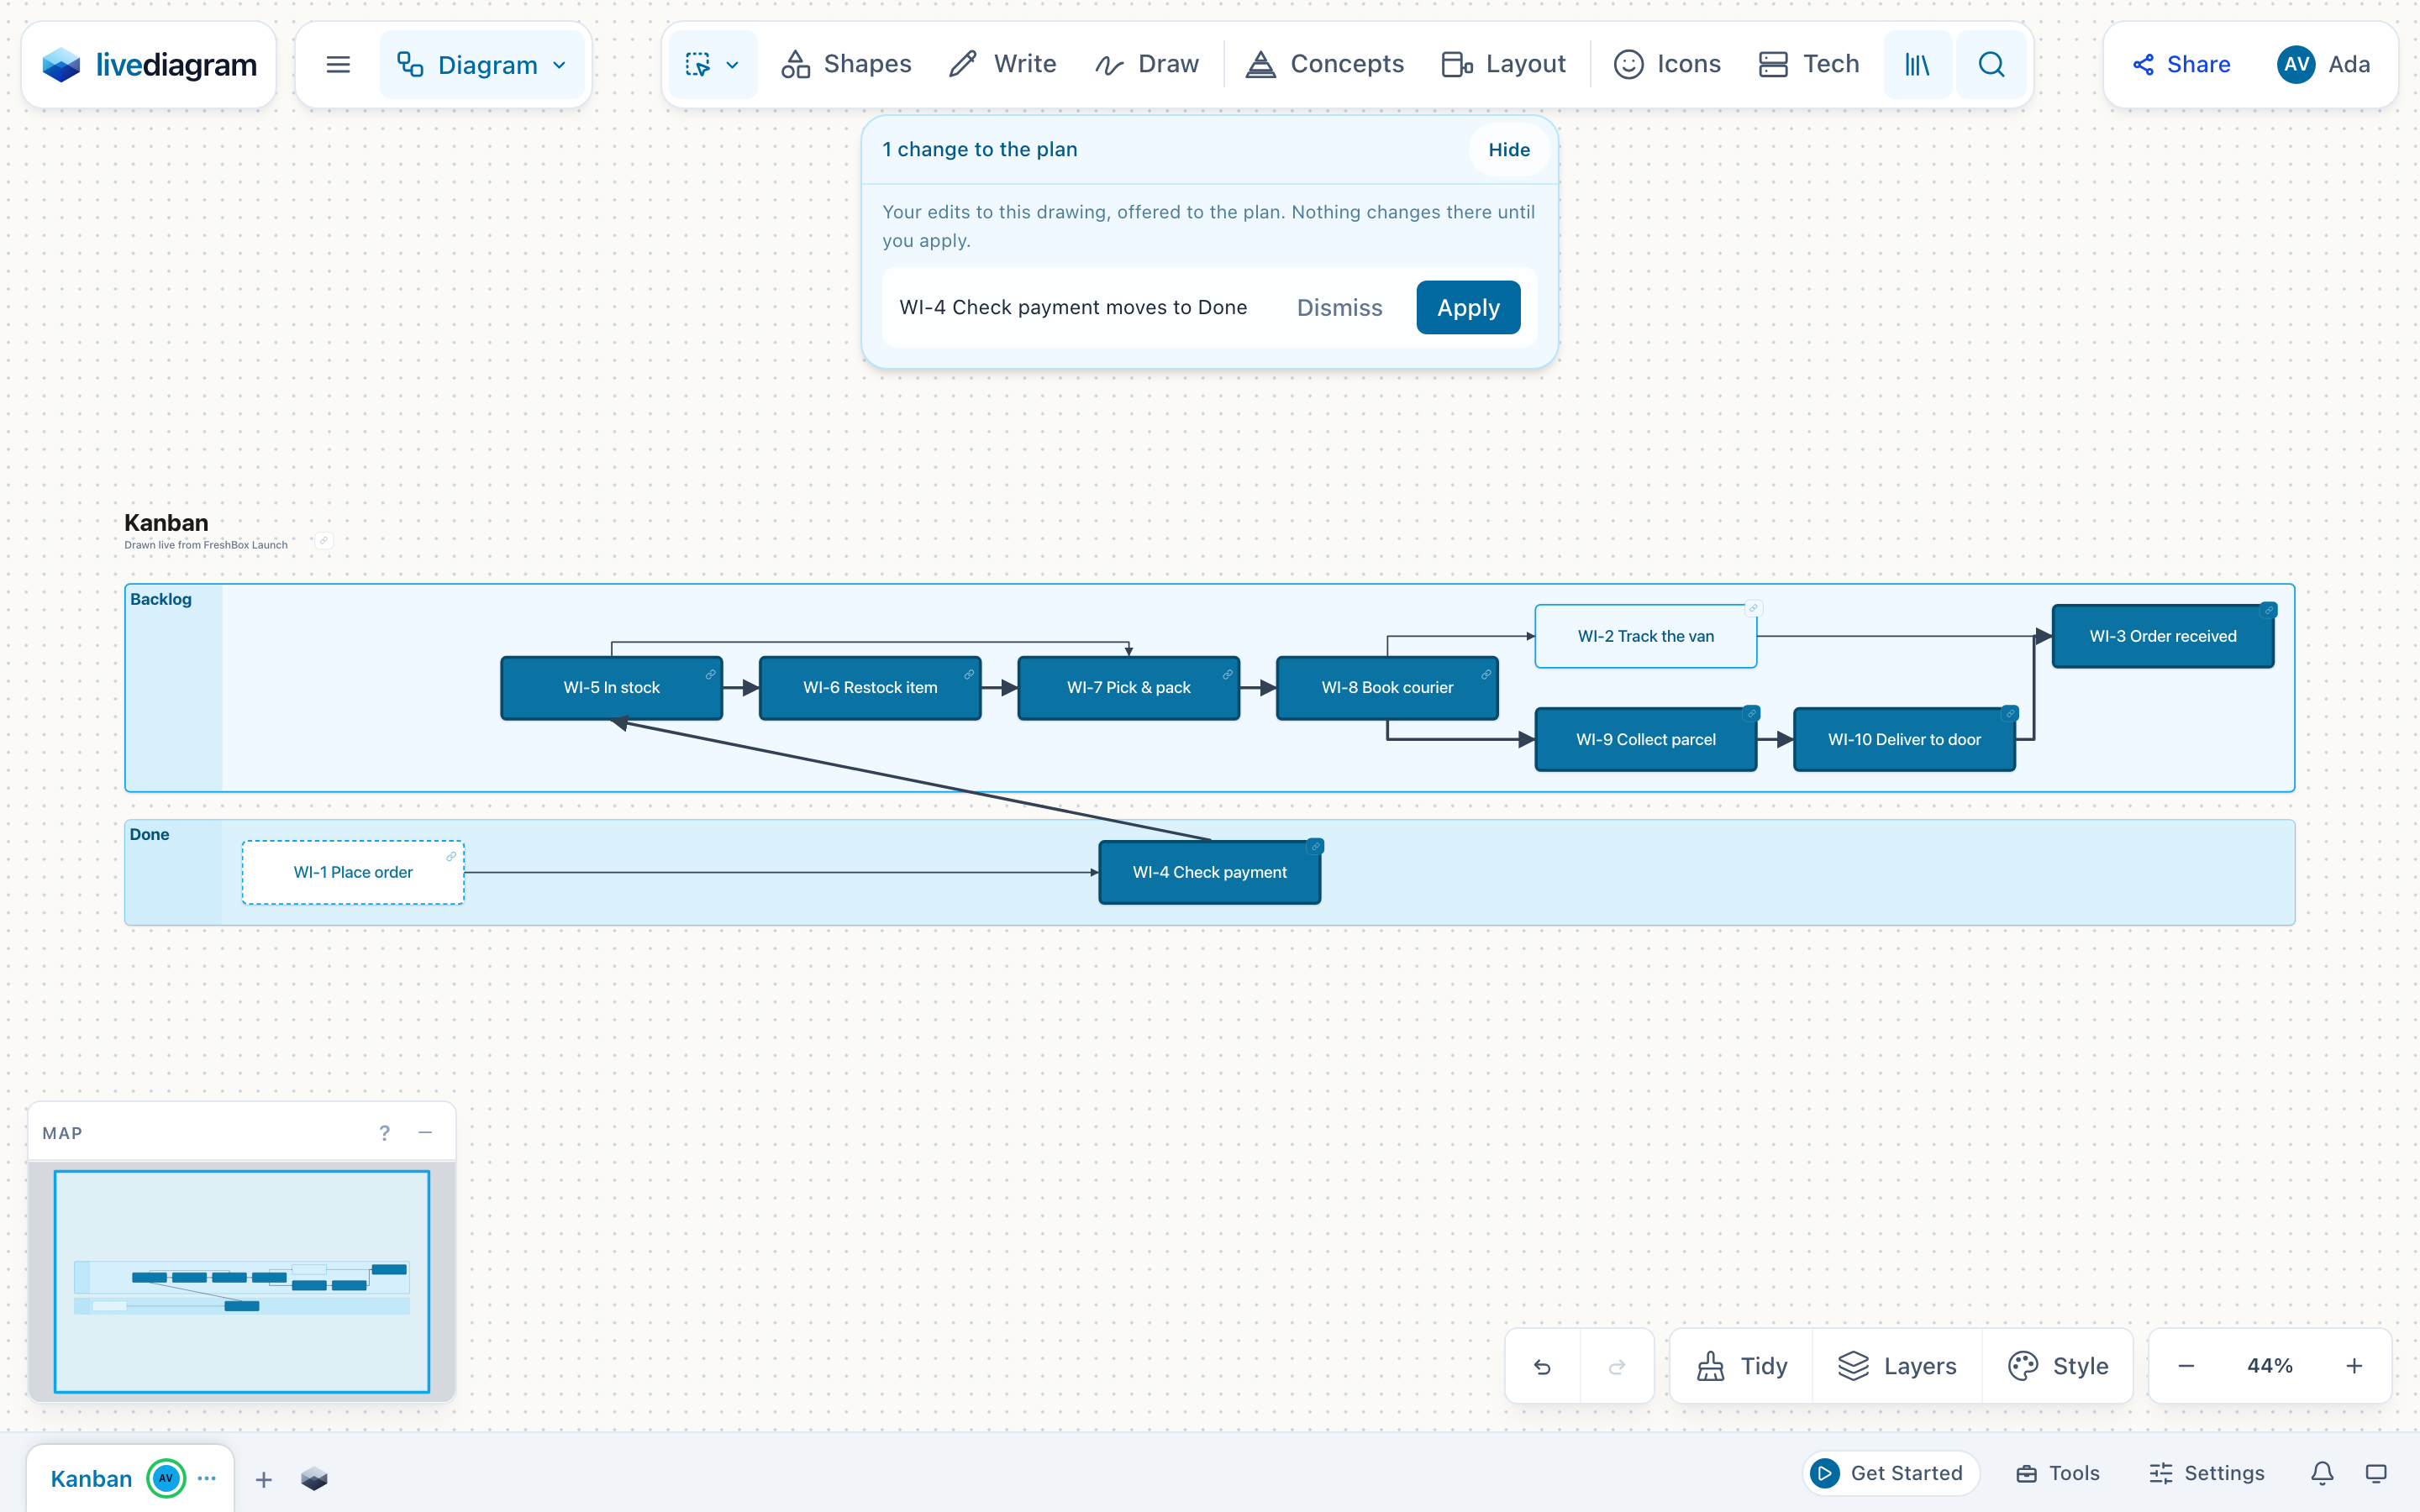 livediagram
Diagram
Shapes
Write
Draw
Concepts
Layout
Icons
Tech
Share
AV
Ada
1 change to the plan
Hide
Your edits to this drawing, offered to the plan. Nothing changes there until
you apply.
WI-4 Check payment moves to Done
Dismiss
Apply
Kanban
Drawn live from FreshBox Launch
Backlog
WI-2 Track the van
WI-3 Order received
WI-5 In stock
WI-6 Restock item
WI-7 Pick & pack
WI-8 Book courier
WI-9 Collect parcel
WI-10 Deliver to door
Done
WI-1 Place order
WI-4 Check payment
MAP
?
Tidy
Layers
Style
44%
Kanban
AV
Get Started
Tools
Settings